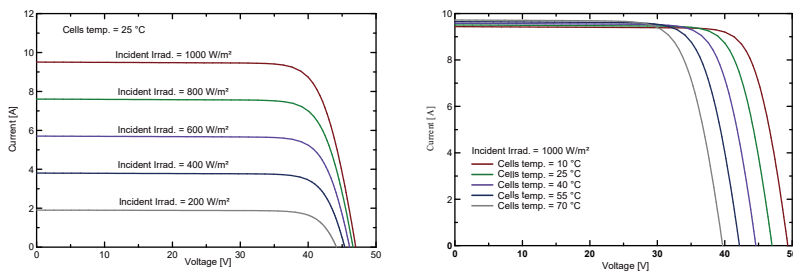 12
10
8
6
4
2
0
Current [A]
Cells temp. = 25 °C
Incident Irrad. = 1000 W/m²
Incident Irrad. = 800 W/m²
Incident Irrad. = 600 W/m²
Incident Irrad. = 400 W/m²
Incident Irrad. = 200 W/m²
0 10 20 30 40 50
Voltage [V]
10
8
6
4
2
0
Current [ A]
Incident Irrad. = 1000 W/m²
Cells temp. = 10 °C
Cells temp. = 25 °C
Cells temp. = 40 °C
Cells temp. = 55 °C
Cells temp. = 70 °C
0 10 20 30 40 50
Voltage [V]